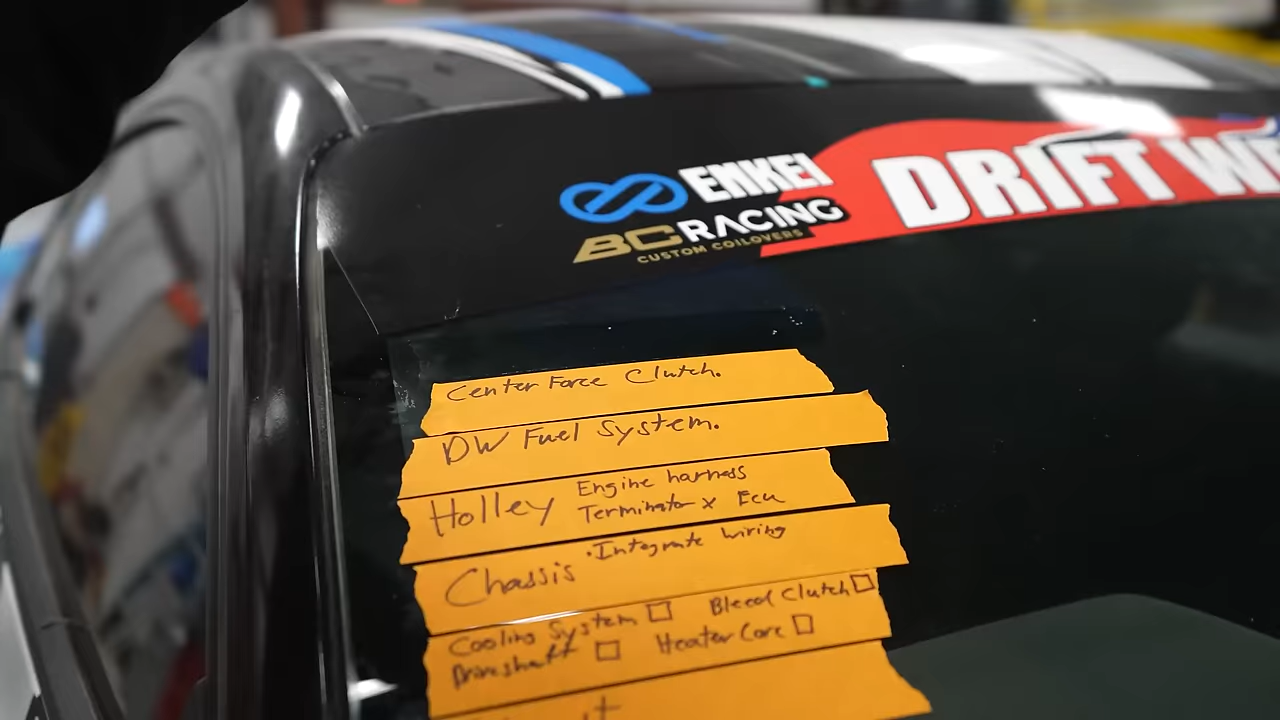 ENKEI
BC RACING
CUSTOM COILOVERS
DRIFT
Center Force Clutch.
DW Fuel System.
Holley Engine harness
Terminator x Ecu
Chassis • Integrate wiring
Cooling System □ Bleed Clutch □
Driveshaft □ Heater Core □